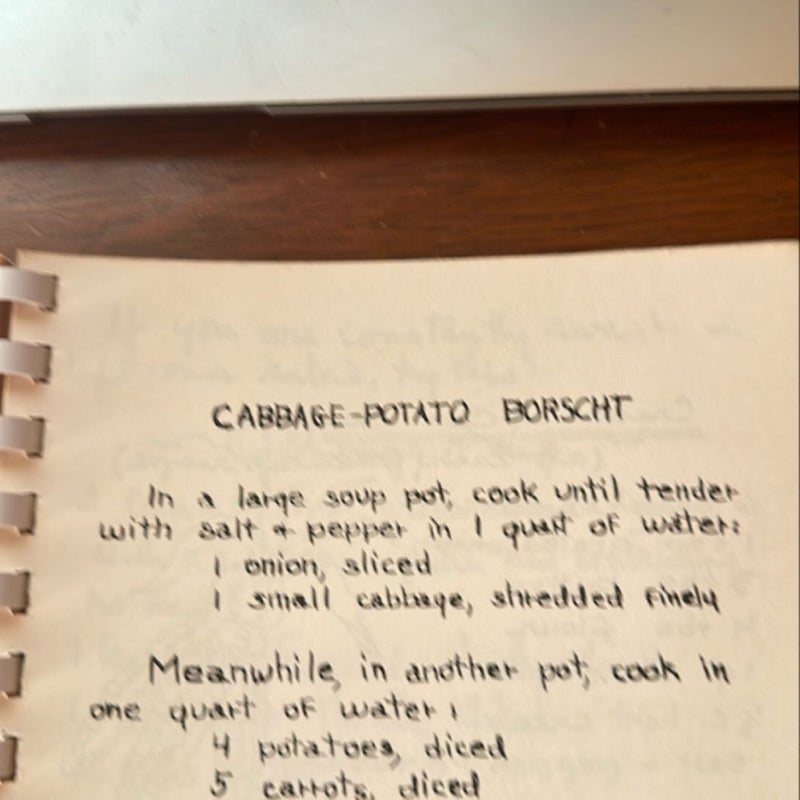 CABBAGE-POTATO BORSCHT
In a large soup pot, cook until tender
with salt + pepper in 1 quart of water:
1 onion, sliced
1 small cabbage, shredded finely
Meanwhile, in another pot, cook in
one quart of water:
4 potatoes, diced
5 carrots, diced